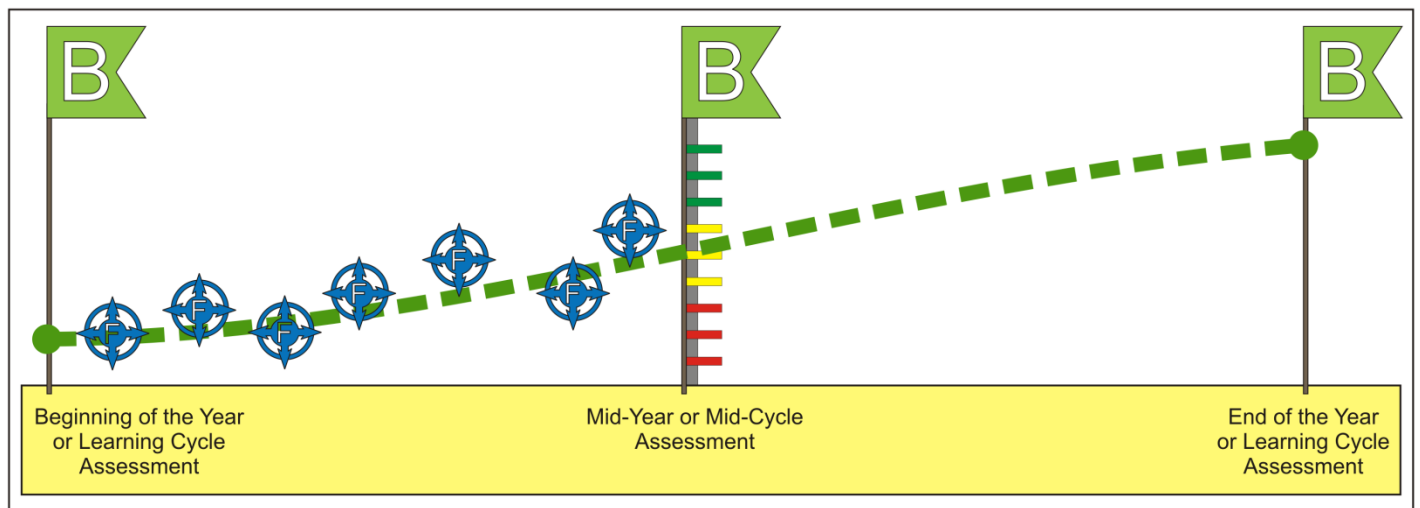 B
B
B
F
F
F
F
F
F
F
Beginning of the Year
or Learning Cycle
Assessment
Mid-Year or Mid-Cycle
Assessment
End of the Year
or Learning Cycle
Assessment